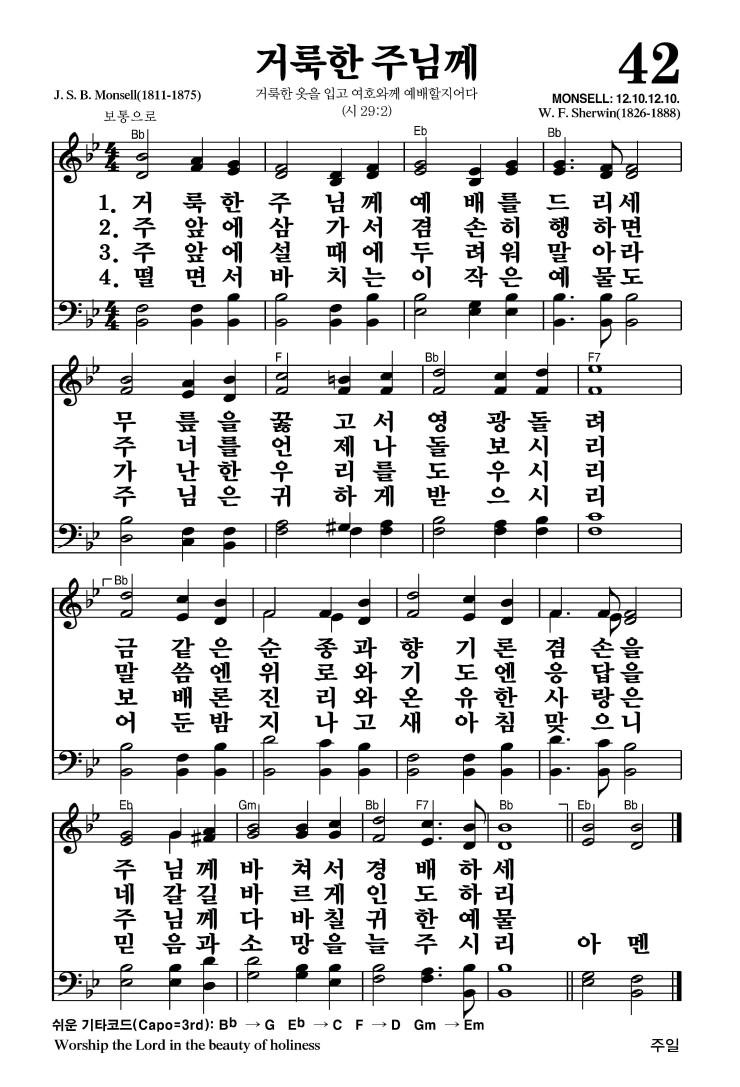 거룩한 주님께
42
J. S. B. Monsell(1811-1875)
거룩한 옷을 입고 여호와께 예배할지어다
(시 29:2)
MONSELL: 12.10.12.10.
W. F. Sherwin(1826-1888)
보통으로
Bb Eb Bb
1. 거 룩 한 주 님 께 예 배 를 드 리 세
2. 주 앞 에 삼 가 서 겸 손 히 행 하 면
3. 주 앞 에 설 때 에 두 려 워 말 아 라
4. 떨 면 서 바 치 는 이 작 은 예 물 도
F Bb F7
무 릎 을 꿇 고 서 영 광 돌 려
주 너 를 언 제 나 돌 보 시 리
가 난 한 우 리 를 도 우 시 리
주 님 은 귀 하 게 받 으 시 리
Bb
금 같 은 순 종 과 향 기 론 겸 손 을
말 씀 엔 위 로 와 기 도 엔 응 답 을
보 배 론 진 리 와 온 유 한 사 랑 은
어 둔 밤 지 나 고 새 아 침 맞 으 니
Eb Gm Bb F7 Bb Eb Bb
주 님 께 바 쳐 서 경 배 하 세
네 갈 길 바 르 게 인 도 하 리
주 님 께 다 바 칠 귀 한 예 물
믿 음 과 소 망 을 늘 주 시 리 아 멘
쉬운 기타코드(Capo=3rd): Bb → G Eb → C F → D Gm → Em
Worship the Lord in the beauty of holiness
주일